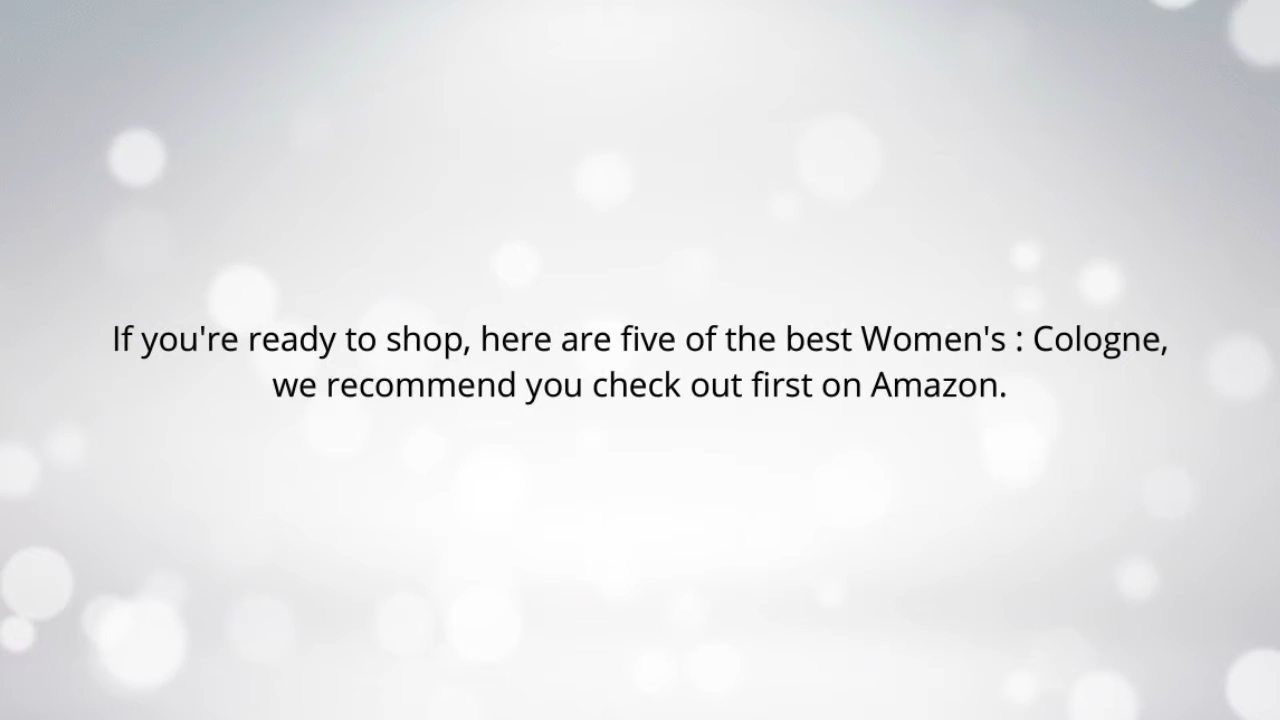 If you're ready to shop, here are five of the best Women's : Cologne,
we recommend you check out first on Amazon.